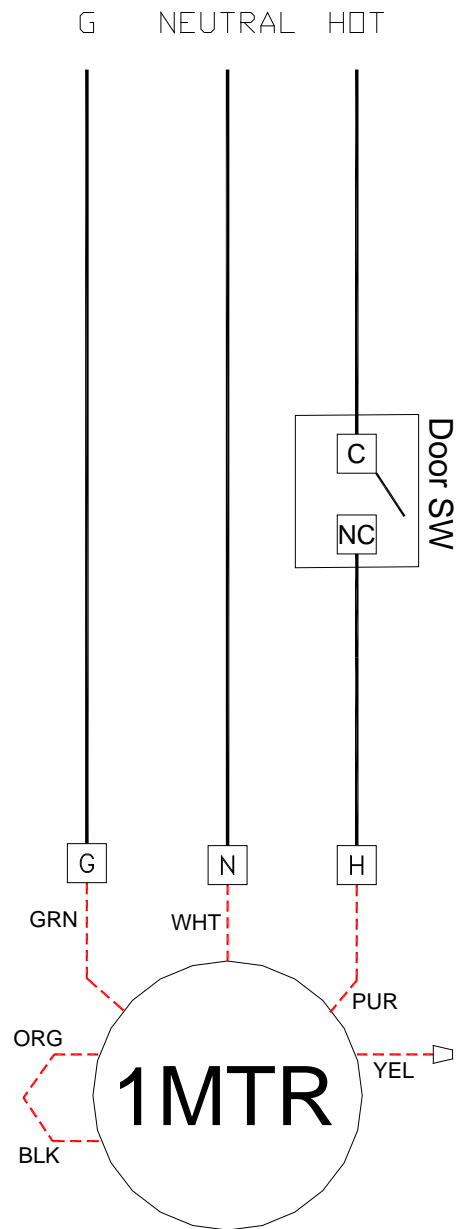 G NEUTRAL HOT
Door SW
C
NC
G N H
GRN WHT
PUR
ORG
YEL
1MTR
BLK